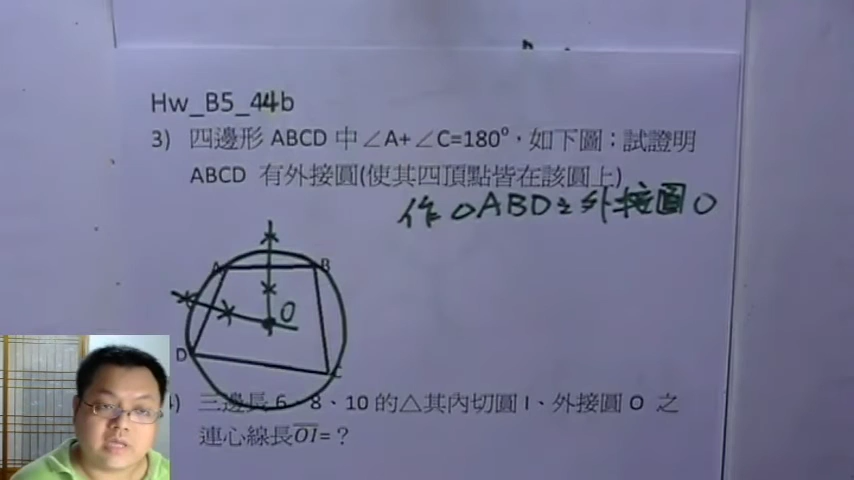 Hw_B5_44b
3) 四邊形 ABCD 中∠A+∠C=180°，如下圖；試證明
ABCD 有外接圓(使其四頂點皆在該圓上)
作△ABD之外接圓O
A B
O
D C
4) 三邊長 6、8、10 的△其內切圓 I、外接圓 O 之
連心線長OI=？